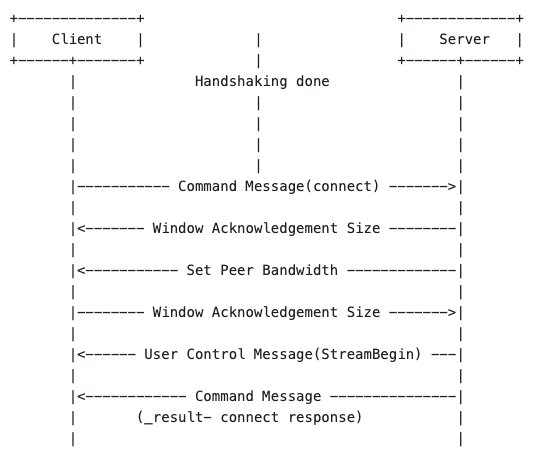 Client Server
Handshaking done
Command Message(connect)
Window Acknowledgement Size
Set Peer Bandwidth
Window Acknowledgement Size
User Control Message(StreamBegin)
Command Message
(_result- connect response)